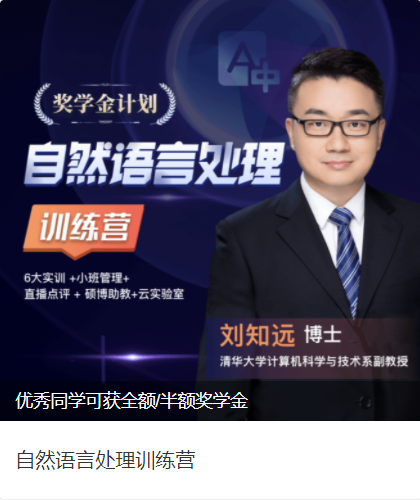 A中
奖学金计划
自然语言处理
训练营
6大实训 +小班管理+
直播点评 + 硕博助教+云实验室
刘知远 博士
清华大学计算机科学与技术系副教授
优秀同学可获全额/半额奖学金
自然语言处理训练营